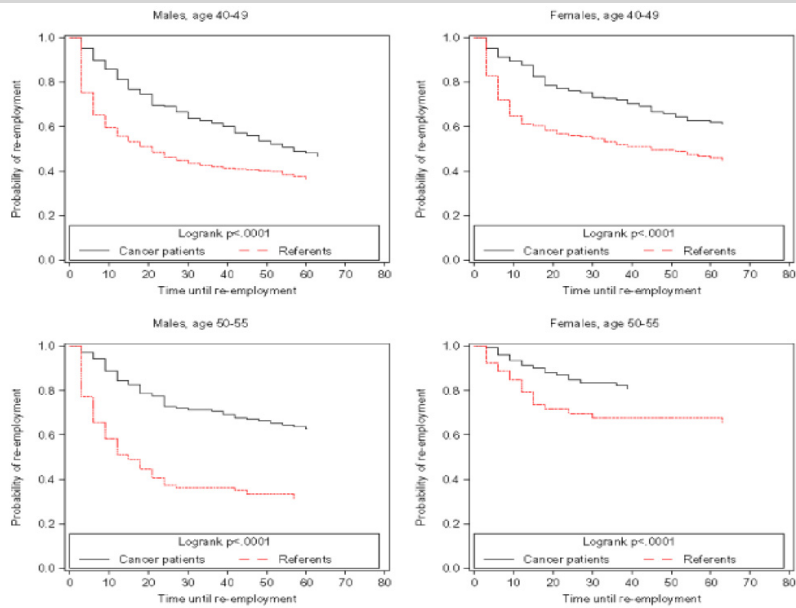 Males, age 40-49
Probability of re-employment
1.0
0.8
0.6
0.4
0.2
0.0
Logrank p<.0001
Cancer patients Referents
0 10 20 30 40 50 60 70 80
Time until re-employment
Females, age 40-49
Probability of re-employment
1.0
0.8
0.6
0.4
0.2
0.0
Logrank p<.0001
Cancer patients Referents
0 10 20 30 40 50 60 70 80
Time until re-employment
Males, age 50-55
Probability of re-employment
1.0
0.8
0.6
0.4
0.2
0.0
Logrank p<.0001
Cancer patients Referents
0 10 20 30 40 50 60 70 80
Time until re-employment
Females, age 50-55
Probability of re-employment
1.0
0.8
0.6
0.4
0.2
0.0
Logrank p<.0001
Cancer patients Referents
0 10 20 30 40 50 60 70 80
Time until re-employment